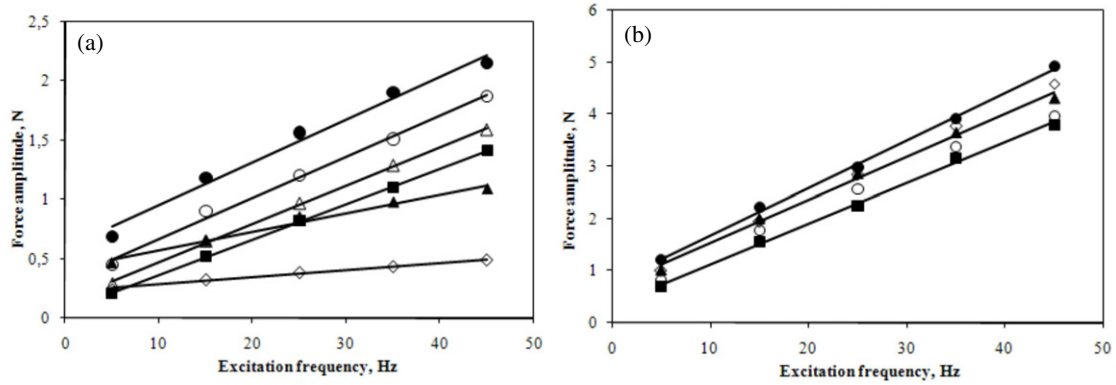 (a)
Force amplitude, N
2,5
2
1,5
1
0,5
0
0 10 20 30 40 50
Excitation frequency, Hz
(b)
Force amplitude, N
6
5
4
3
2
1
0
0 10 20 30 40 50
Excitation frequency, Hz